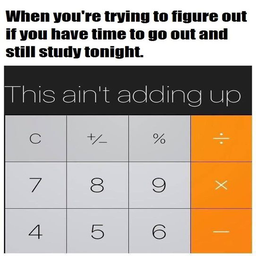 When you're trying to figure out
if you have time to go out and
still study tonight.
This ain't adding up
C +/− % ÷
7 8 9 ×
4 5 6 −